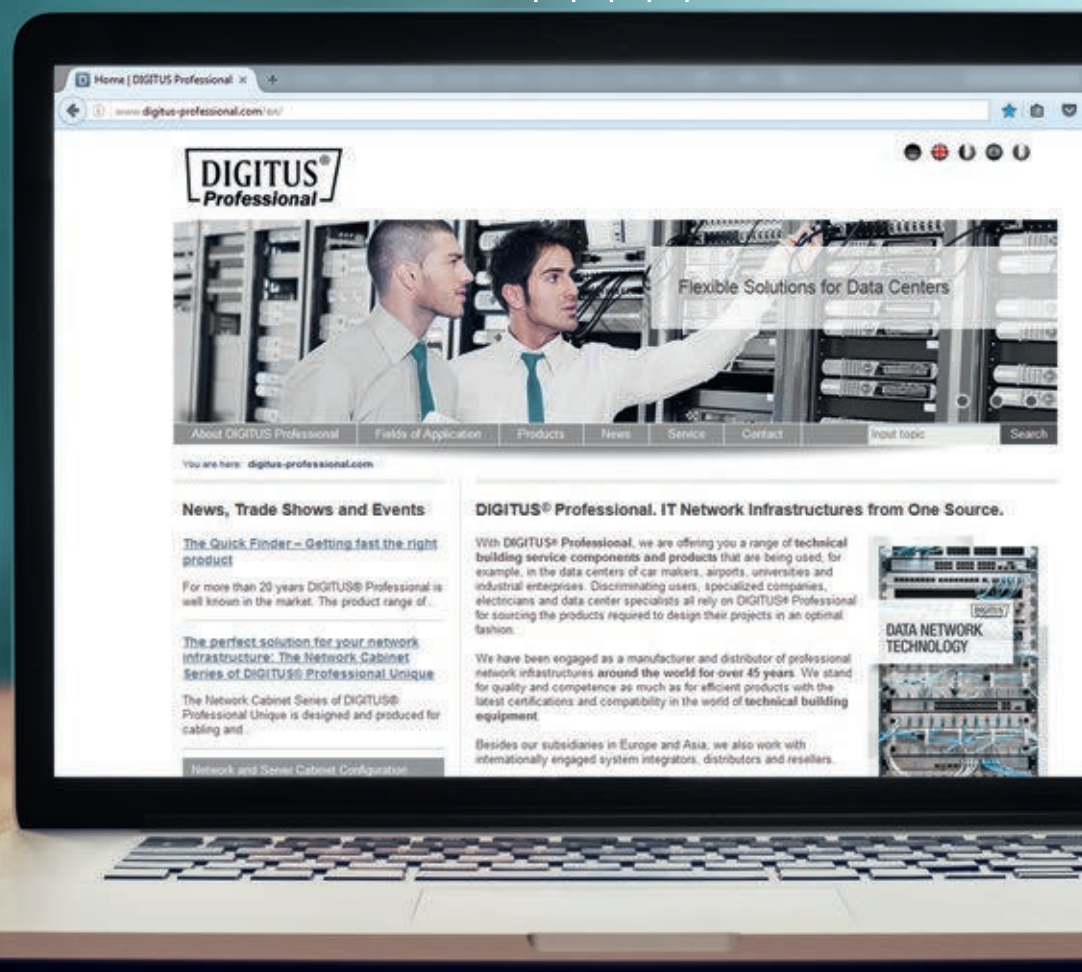 Home | DIGITUS Professional × +
www.digitus-professional.com/en/
DIGITUS®
Professional
Flexible Solutions for Data Centers
About DIGITUS Professional
Fields of Application
Products
News
Service
Contact
Input topic
Search
You are here: digitus-professional.com
News, Trade Shows and Events
The Quick Finder – Getting fast the right
product
For more than 20 years DIGITUS® Professional is
well known in the market. The product range of...
The perfect solution for your network
infrastructure: The Network Cabinet
Series of DIGITUS® Professional Unique
The Network Cabinet Series of DIGITUS®
Professional Unique is designed and produced for
cabling and...
Network and Server Cabinet Configuration
DIGITUS® Professional. IT Network Infrastructures from One Source.
With DIGITUS® Professional, we are offering you a range of technical
building service components and products that are being used, for
example, in the data centers of car makers, airports, universities and
industrial enterprises. Discriminating users, specialized companies,
electricians and data center specialists all rely on DIGITUS® Professional
for sourcing the products required to design their projects in an optimal
fashion.
We have been engaged as a manufacturer and distributor of professional
network infrastructures around the world for over 45 years. We stand
for quality and competence as much as for efficient products with the
latest certifications and compatibility in the world of technical building
equipment.
Besides our subsidiaries in Europe and Asia, we also work with
internationally engaged system integrators, distributors and resellers.
DIGITUS
DATA NETWORK
TECHNOLOGY